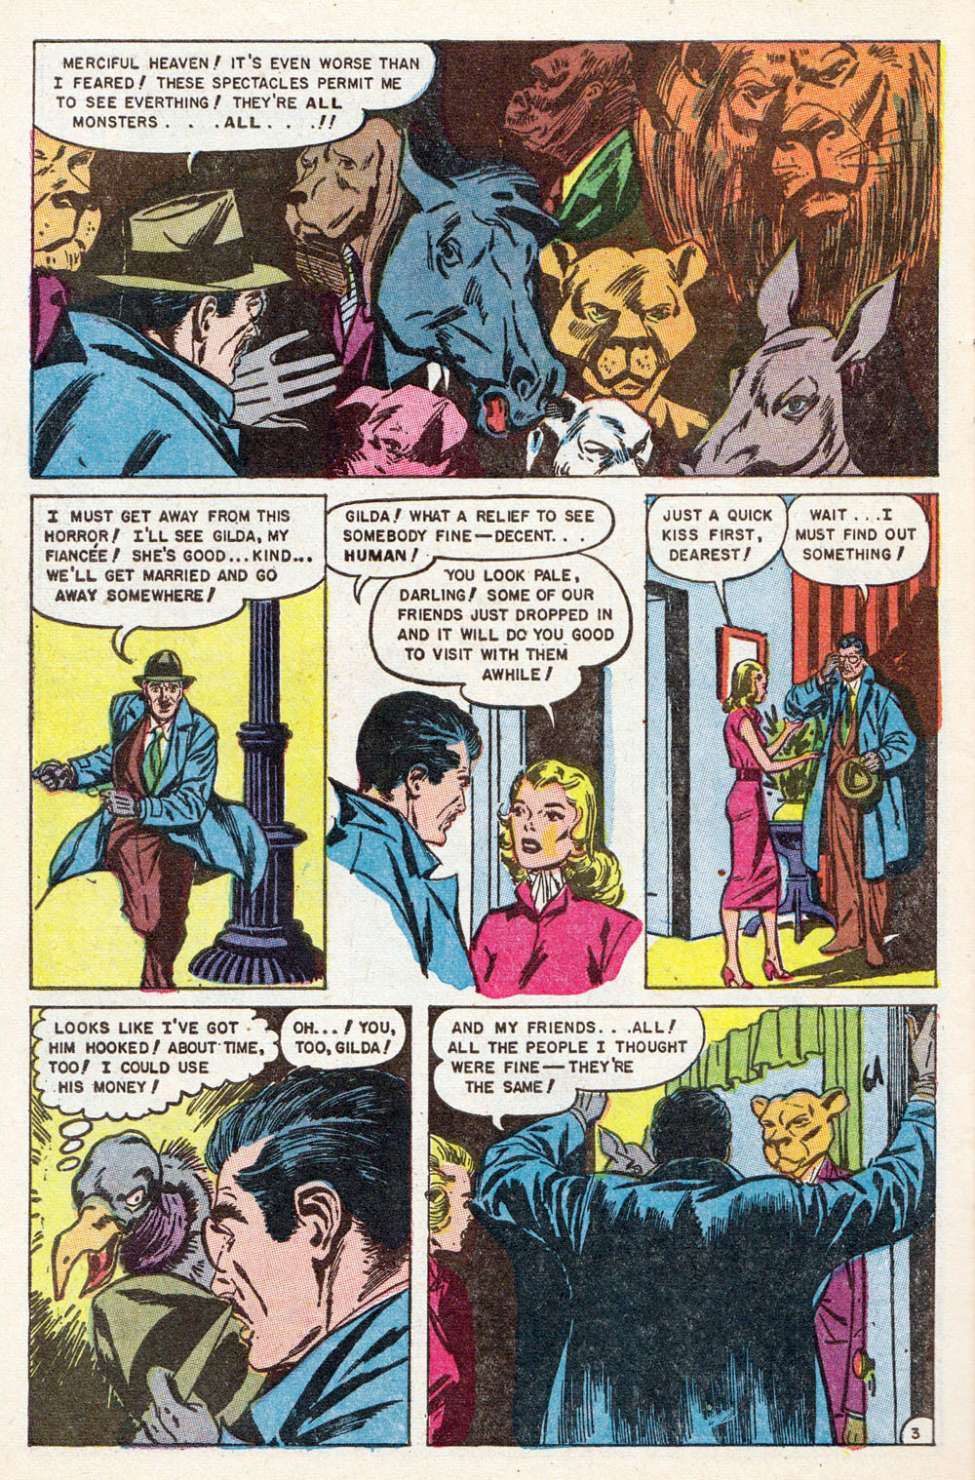 MERCIFUL HEAVEN! IT'S EVEN WORSE THAN
I FEARED! THESE SPECTACLES PERMIT ME
TO SEE EVERTHING! THEY'RE ALL
MONSTERS . . .ALL. . .!!
I MUST GET AWAY FROM THIS
HORROR! I'LL SEE GILDA, MY
FIANCÉE! SHE'S GOOD...KIND...
WE'LL GET MARRIED AND GO
AWAY SOMEWHERE!
GILDA! WHAT A RELIEF TO SEE
SOMEBODY FINE—DECENT. . .
HUMAN!
YOU LOOK PALE,
DARLING! SOME OF OUR
FRIENDS JUST DROPPED IN
AND IT WILL DO YOU GOOD
TO VISIT WITH THEM
AWHILE!
JUST A QUICK
KISS FIRST,
DEAREST!
WAIT...I
MUST FIND OUT
SOMETHING!
LOOKS LIKE I'VE GOT
HIM HOOKED! ABOUT TIME,
TOO! I COULD USE
HIS MONEY!
OH...! YOU,
TOO, GILDA!
AND MY FRIENDS. . .ALL!
ALL THE PEOPLE I THOUGHT
WERE FINE—THEY'RE
THE SAME!
6A
3